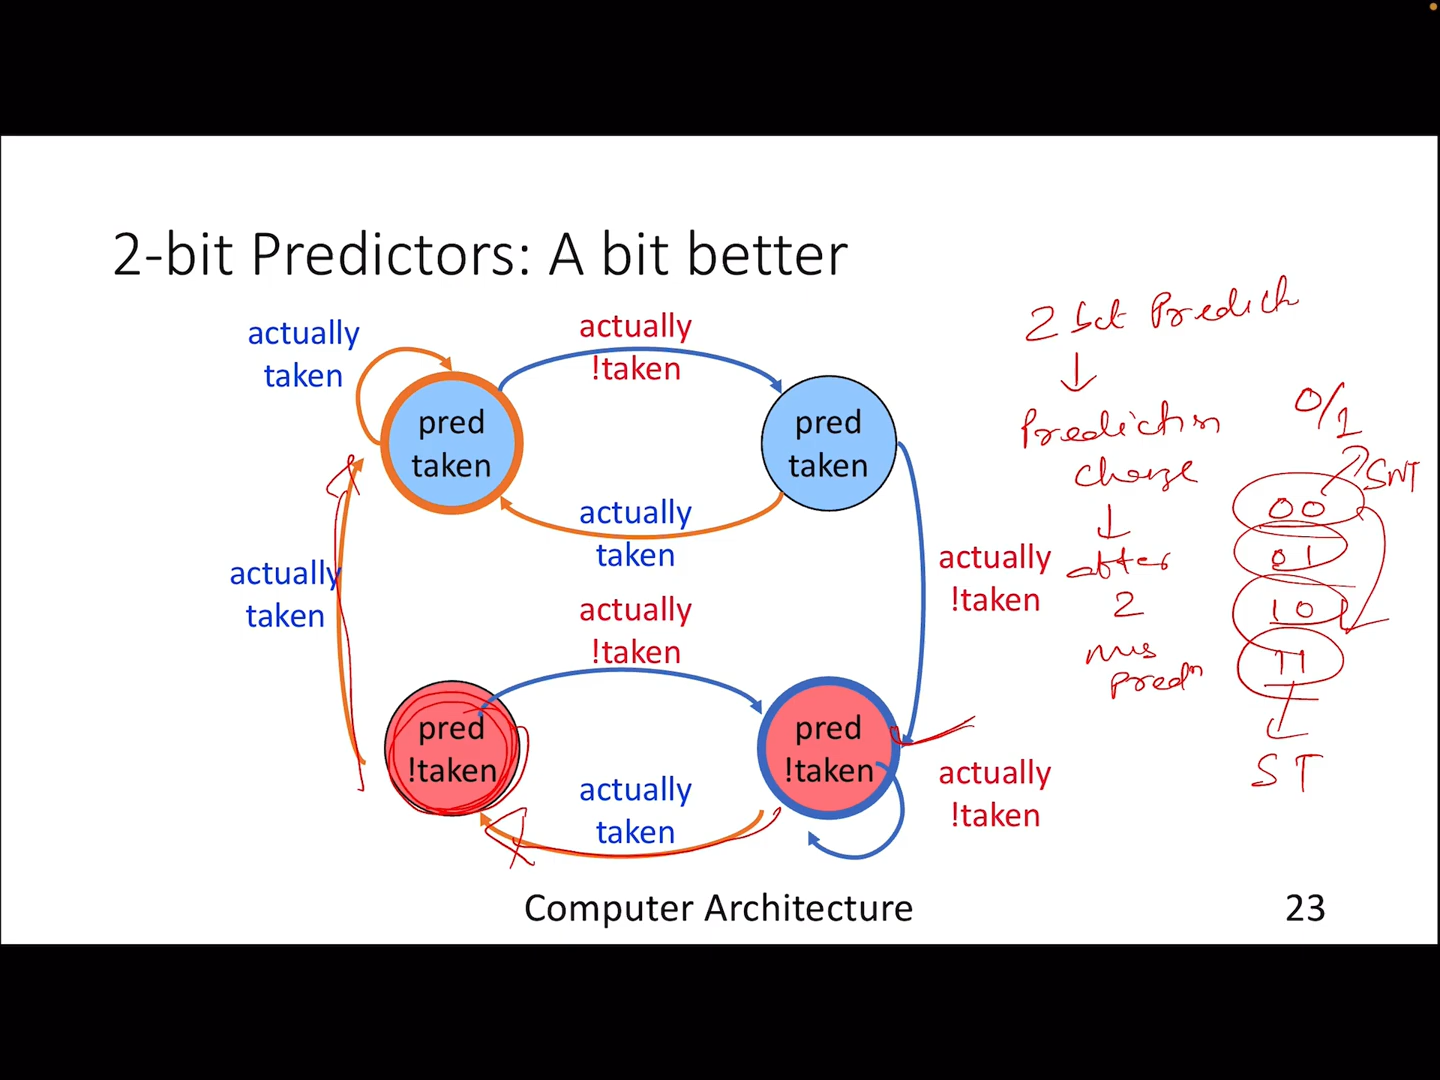 2-bit Predictors: A bit better
actually
taken
actually
!taken
pred
taken
pred
taken
actually
taken
actually
taken
actually
!taken
actually
!taken
pred
!taken
pred
!taken
actually
taken
actually
!taken
Computer Architecture
23
2 bit Predict
Prediction
change
after
2
mis
Predn
0/1
SNT
00
01
10
11
ST